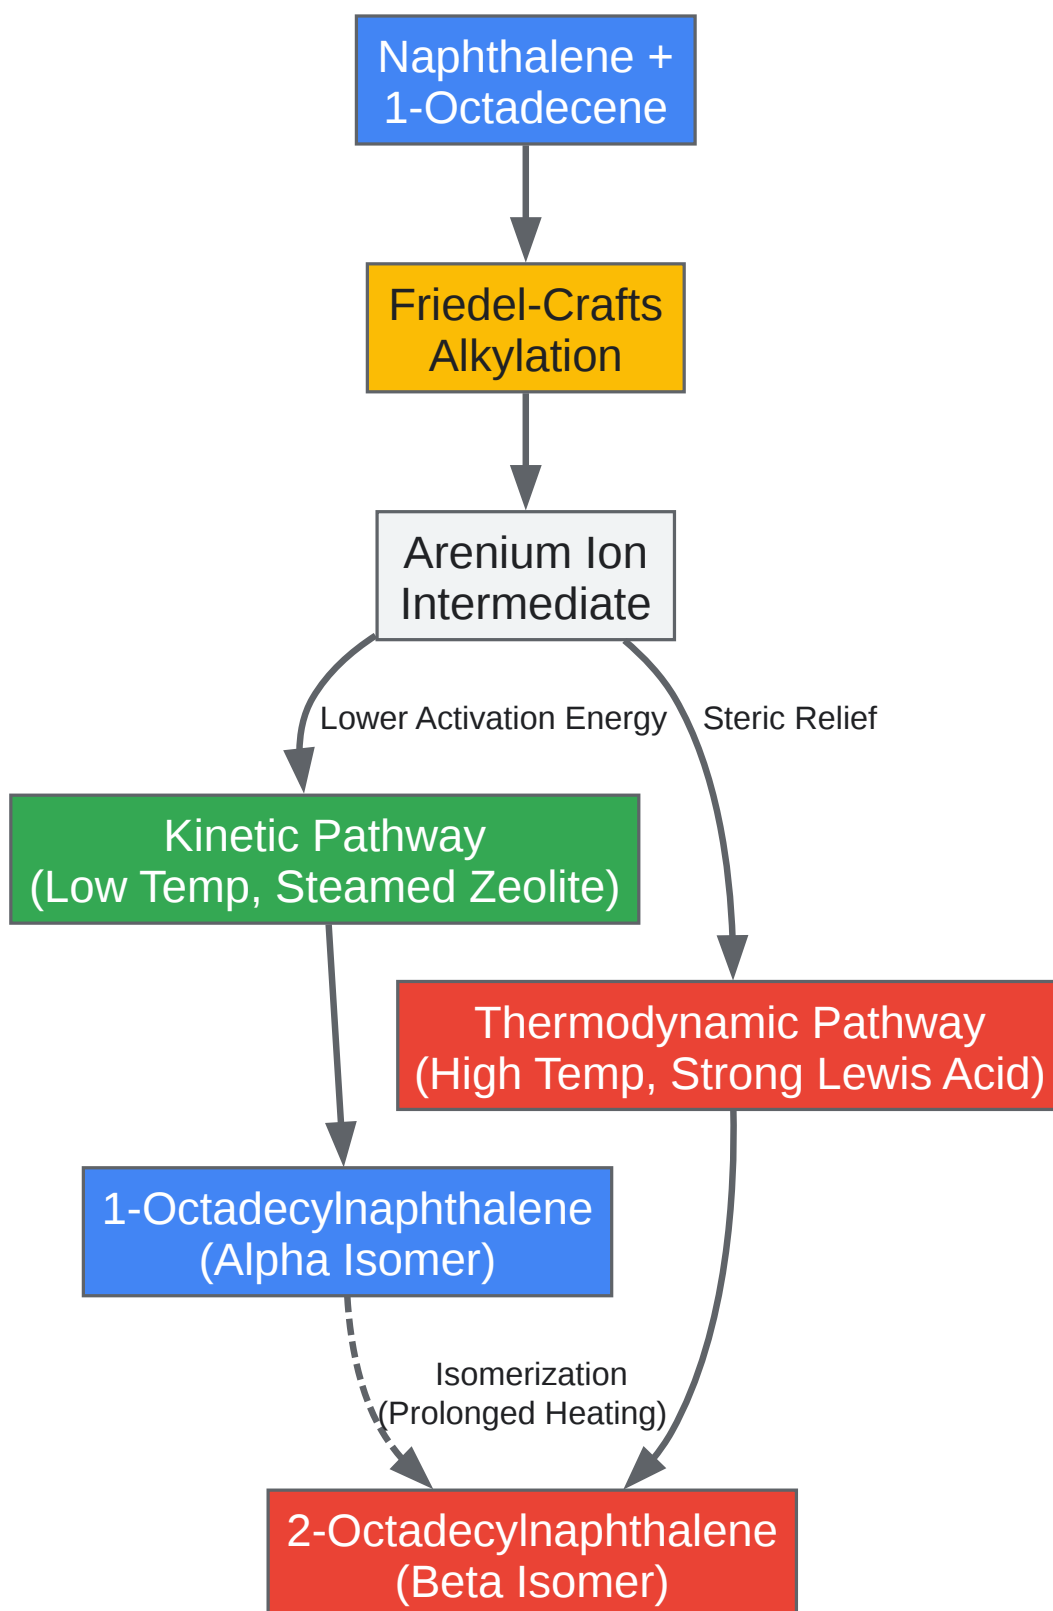 Naphthalene +
1-Octadecene
Friedel-Crafts
Alkylation
Arenium Ion
Intermediate
Lower Activation Energy
Steric Relief
Kinetic Pathway
(Low Temp, Steamed Zeolite)
Thermodynamic Pathway
(High Temp, Strong Lewis Acid)
1-Octadecylnaphthalene
(Alpha Isomer)
Isomerization
(Prolonged Heating)
2-Octadecylnaphthalene
(Beta Isomer)